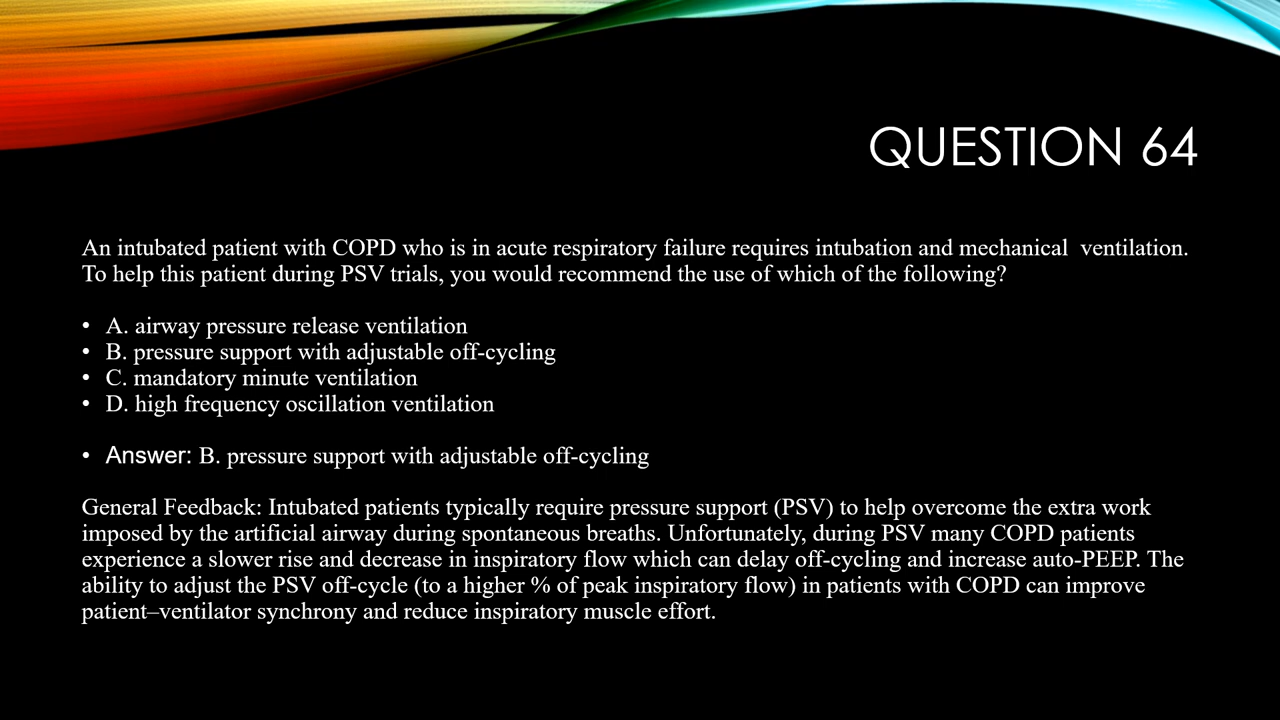 QUESTION 64
An intubated patient with COPD who is in acute respiratory failure requires intubation and mechanical  ventilation.
To help this patient during PSV trials, you would recommend the use of which of the following?
• A. airway pressure release ventilation
• B. pressure support with adjustable off-cycling
• C. mandatory minute ventilation
• D. high frequency oscillation ventilation
• Answer: B. pressure support with adjustable off-cycling
General Feedback: Intubated patients typically require pressure support (PSV) to help overcome the extra work
imposed by the artificial airway during spontaneous breaths. Unfortunately, during PSV many COPD patients
experience a slower rise and decrease in inspiratory flow which can delay off-cycling and increase auto-PEEP. The
ability to adjust the PSV off-cycle (to a higher % of peak inspiratory flow) in patients with COPD can improve
patient–ventilator synchrony and reduce inspiratory muscle effort.